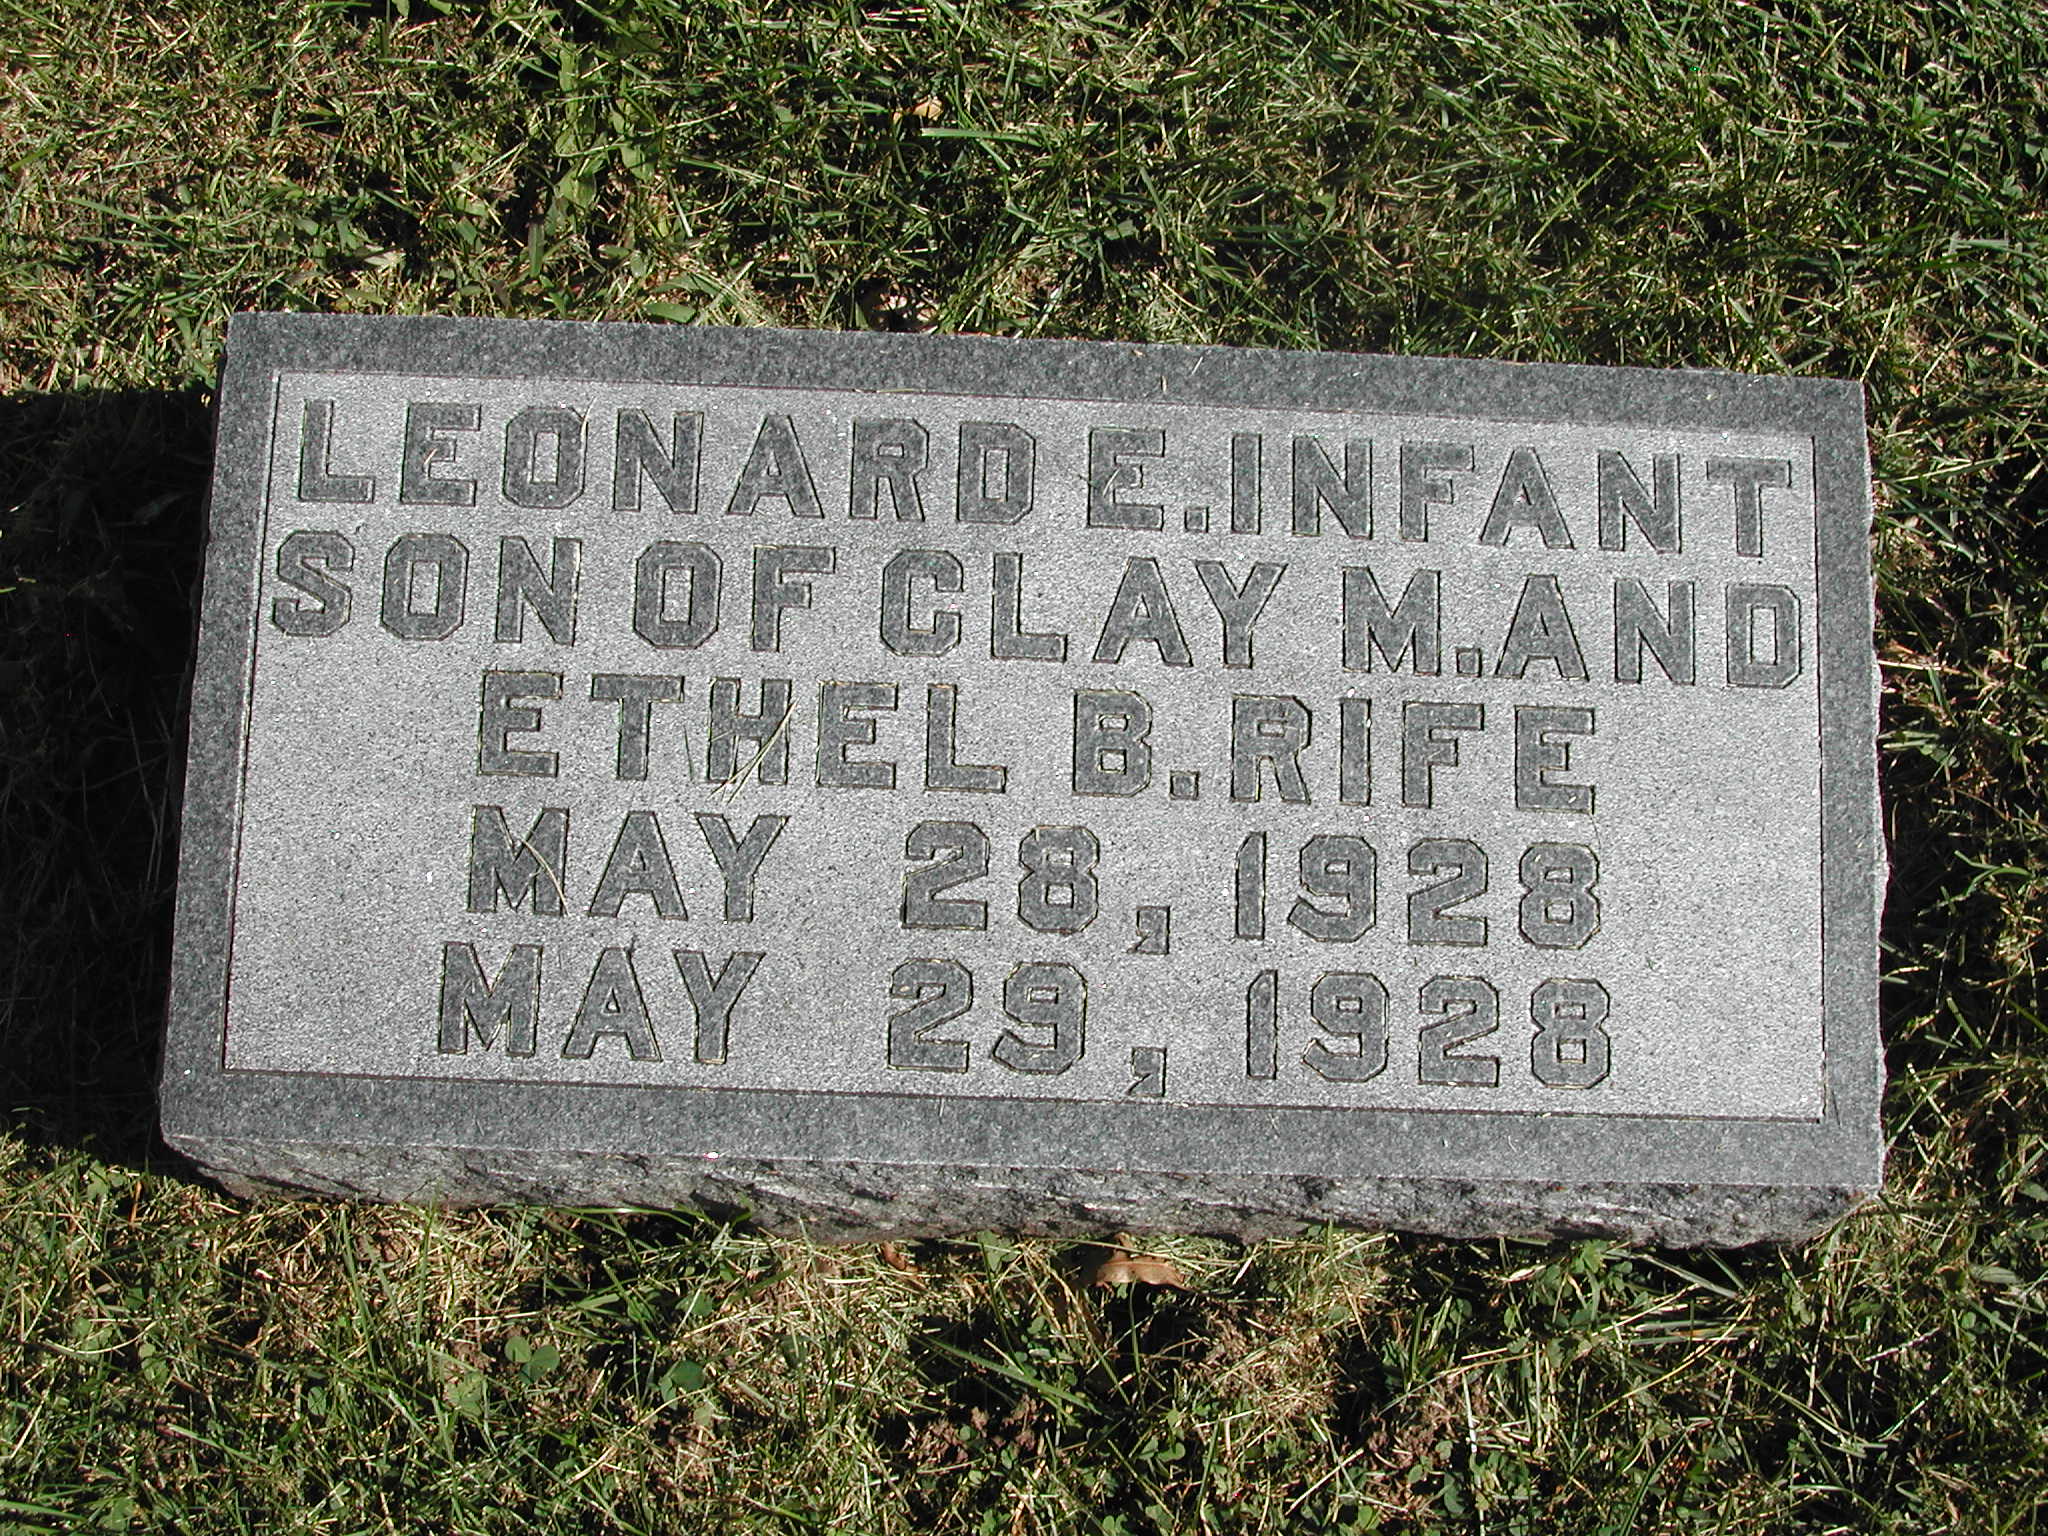 LEONARD E. INFANT
SON OF CLAY M. AND
ETHEL B. RIFE
MAY 28, 1928
MAY 29, 1928